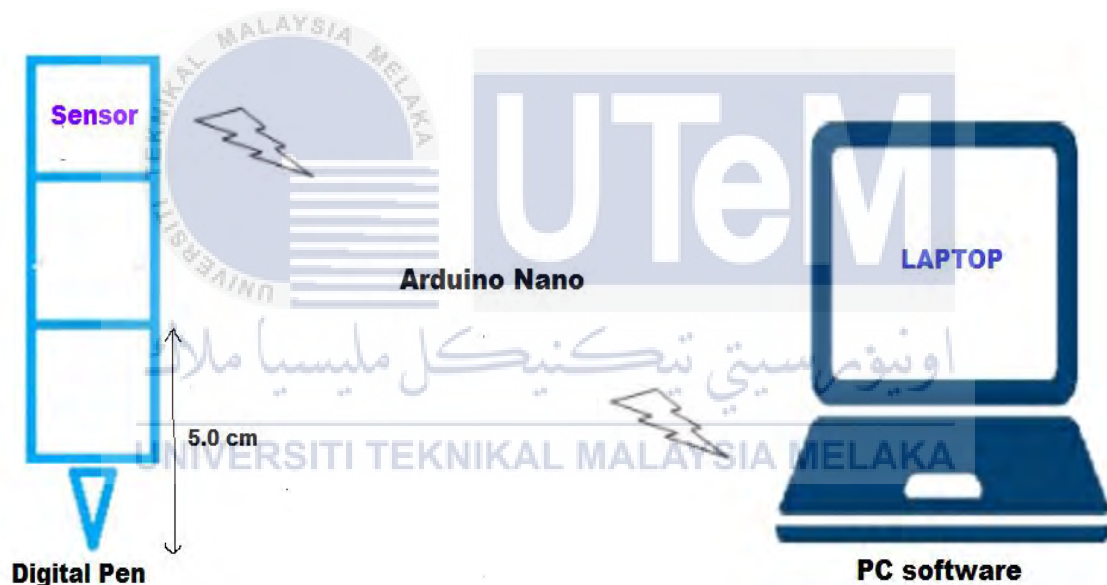 UNIVERSITI TEKNIKAL MALAYSIA MELAKA
UTeM
Sensor
LAPTOP
Arduino Nano
اونيۏرسيتي تيكنيكل مليسيا ملاك
5.0 cm
UNIVERSITI TEKNIKAL MALAYSIA MELAKA
Digital Pen
PC software